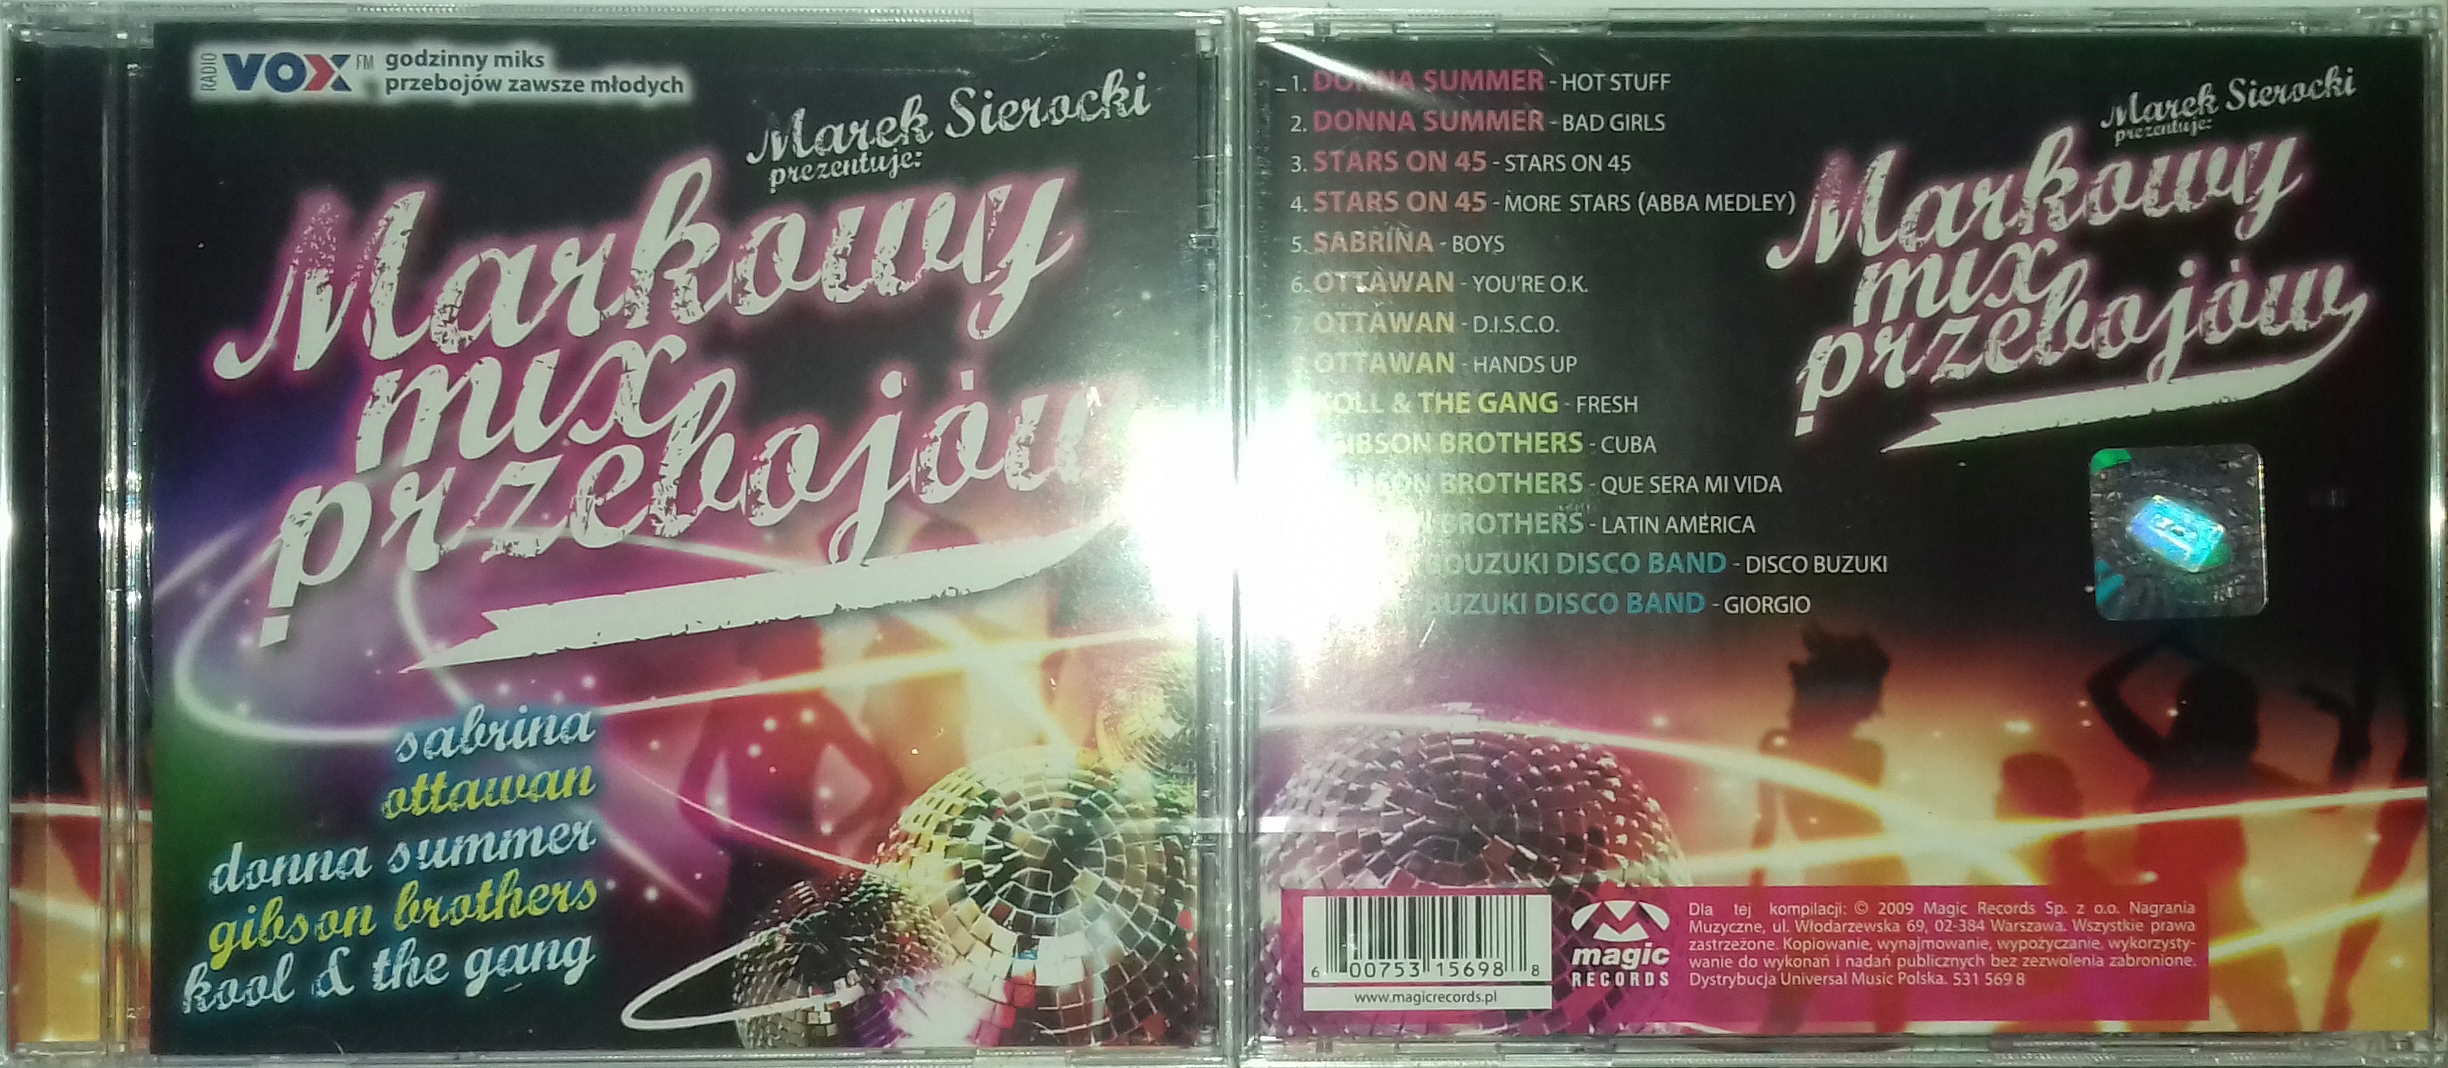 RADIO VOX FM
godzinny miks
przebojów zawsze młodych
Marek Sierocki
prezentuje:
Markowy
mix
przebojów
sabrina
ottawan
donna summer
gibson brothers
kool & the gang
1. DONNA SUMMER - HOT STUFF
2. DONNA SUMMER - BAD GIRLS
3. STARS ON 45 - STARS ON 45
4. STARS ON 45 - MORE STARS (ABBA MEDLEY)
5. SABRINA - BOYS
6. OTTAWAN - YOU'RE O.K.
7. OTTAWAN - D.I.S.C.O.
OTTAWAN - HANDS UP
KOLL & THE GANG - FRESH
GIBSON BROTHERS - CUBA
BROTHERS - QUE SERA MI VIDA
BROTHERS - LATIN AMERICA
BOUZUKI DISCO BAND - DISCO BUZUKI
BUZUKI DISCO BAND - GIORGIO
Marek Sierocki
prezentuje:
Markowy
mix
przebojów
6 00753 15698 8
www.magicrecords.pl
magic
RECORDS
Dla tej kompilacji: © 2009 Magic Records Sp. z o.o. Nagrania
Muzyczne, ul. Włodarzewska 69, 02-384 Warszawa. Wszystkie prawa
zastrzeżone. Kopiowanie, wynajmowanie, wypożyczanie, wykorzysty-
wanie do wykonań i nadań publicznych bez zezwolenia zabronione.
Dystrybucja Universal Music Polska. 531 569 8